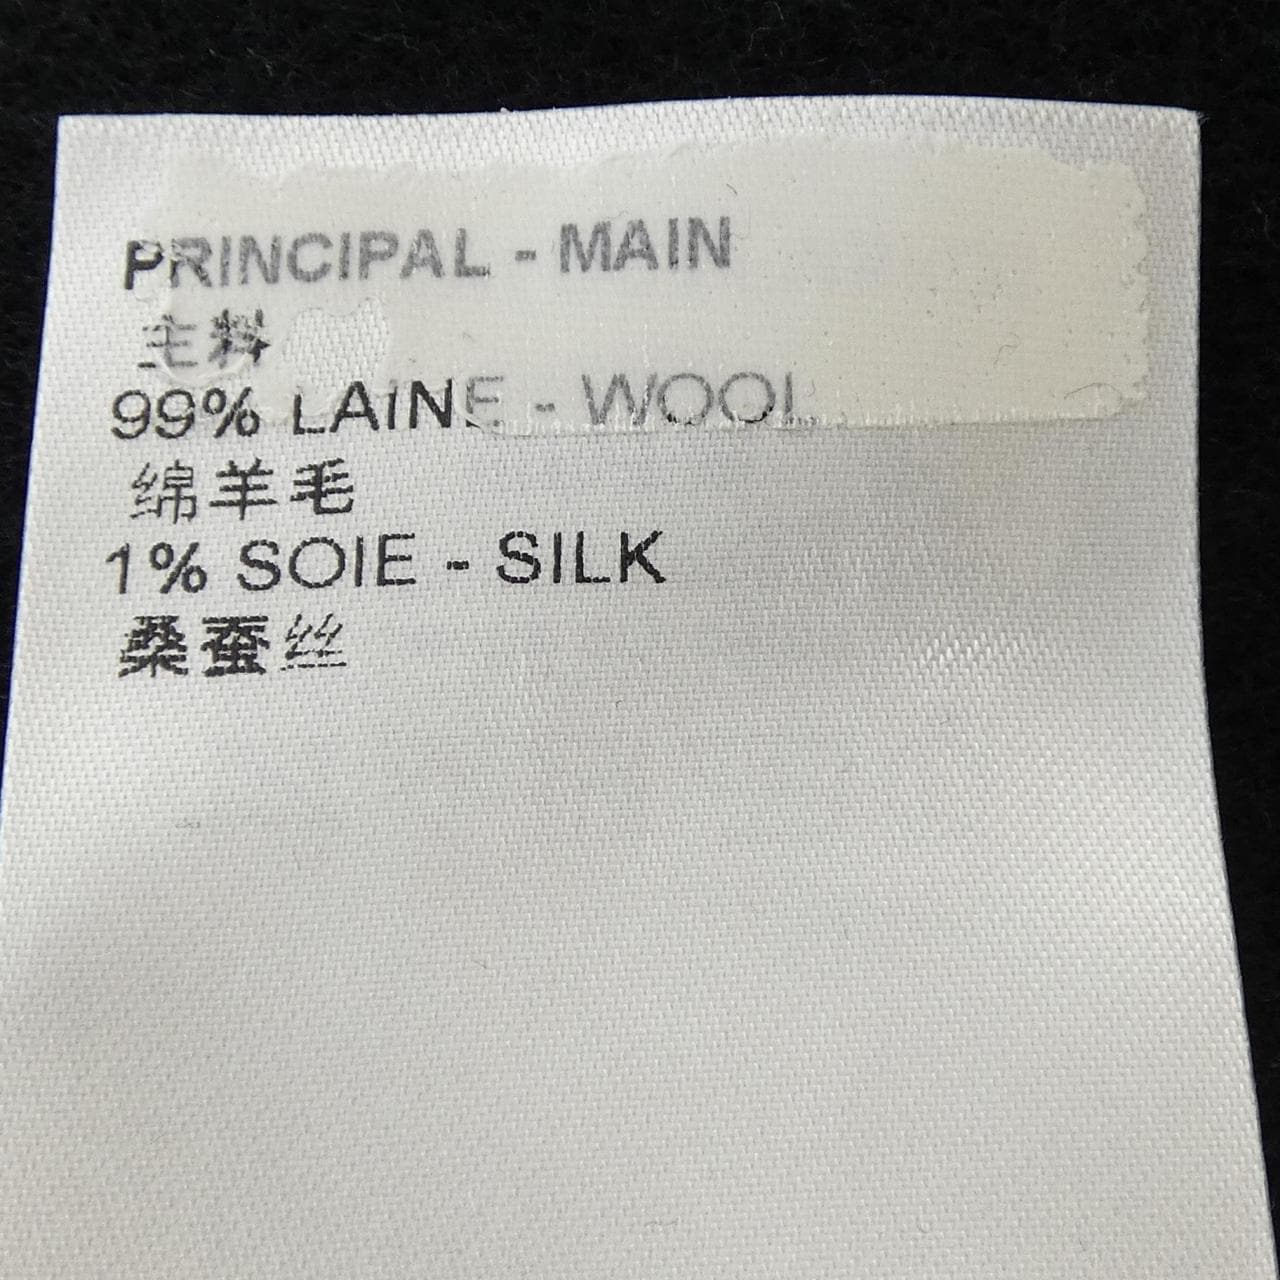 PRINCIPAL - MAIN
主料
99% LAINE - WOOL
绵羊毛
1% SOIE - SILK
桑蚕丝